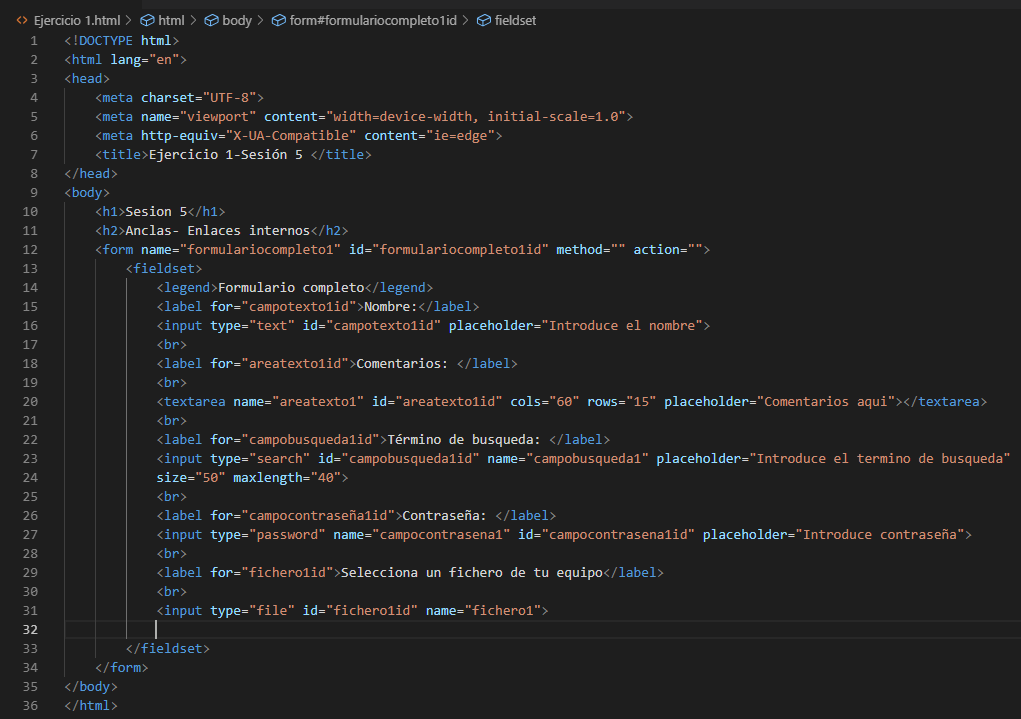 Ejercicio 1.html > html > body > form#formulariocompleto1id > fieldset
1 <!DOCTYPE html>
2 <html lang="en">
3 <head>
4 <meta charset="UTF-8">
5 <meta name="viewport" content="width=device-width, initial-scale=1.0">
6 <meta http-equiv="X-UA-Compatible" content="ie=edge">
7 <title>Ejercicio 1-Sesión 5 </title>
8 </head>
9 <body>
10 <h1>Sesion 5</h1>
11 <h2>Anclas- Enlaces internos</h2>
12 <form name="formulariocompleto1" id="formulariocompleto1id" method="" action="">
13 <fieldset>
14 <legend>Formulario completo</legend>
15 <label for="campotexto1id">Nombre:</label>
16 <input type="text" id="campotexto1id" placeholder="Introduce el nombre">
17 <br>
18 <label for="areatexto1id">Comentarios: </label>
19 <br>
20 <textarea name="areatexto1" id="areatexto1id" cols="60" rows="15" placeholder="Comentarios aqui"></textarea>
21 <br>
22 <label for="campobusqueda1id">Término de busqueda: </label>
23 <input type="search" id="campobusqueda1id" name="campobusqueda1" placeholder="Introduce el termino de busqueda"
24 size="50" maxlength="40">
25 <br>
26 <label for="campocontraseña1id">Contraseña: </label>
27 <input type="password" name="campocontrasena1" id="campocontrasena1id" placeholder="Introduce contraseña">
28 <br>
29 <label for="fichero1id">Selecciona un fichero de tu equipo</label>
30 <br>
31 <input type="file" id="fichero1id" name="fichero1">
32
33 </fieldset>
34 </form>
35 </body>
36 </html>